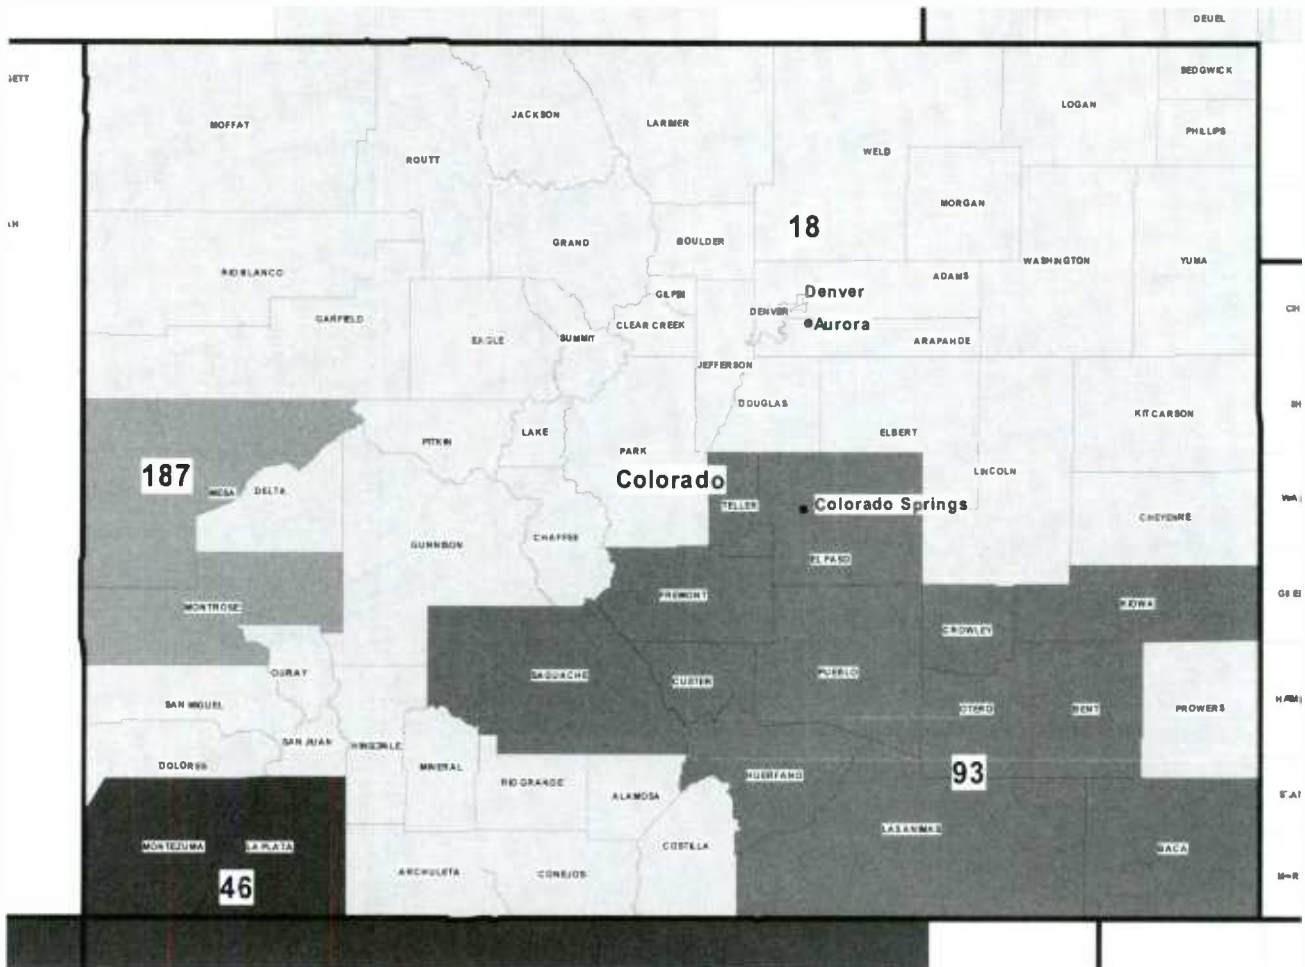 DEUEL
SEDGWICK
LOGAN
JACKSON
LARIMER
MOFFAT
PHILLIPS
ROUTT
WELD
MORGAN
18
GRAND
BOULDER
WASHINGTON
YUMA
RIO BLANCO
ADAMS
GILPIN
Denver
DENVER
GARFIELD
CLEAR CREEK
Aurora
EAGLE
SUMMIT
ARAPAHOE
JEFFERSON
DOUGLAS
KIT CARSON
LAKE
ELBERT
PITKIN
PARK
187
LINCOLN
Colorado
MESA
DELTA
TELLER
Colorado Springs
CHEYENNE
CHAFFEE
GUNNISON
EL PASO
FREMONT
KIOWA
MONTROSE
CROWLEY
OURAY
SAGUACHE
CUSTER
PUEBLO
SAN MIGUEL
OTERO
BENT
PROWERS
SAN JUAN
HINSDALE
DOLORES
MINERAL
93
HUERFANO
RIO GRANDE
ALAMOSA
LAS ANIMAS
MONTEZUMA
LA PLATA
COSTILLA
BACA
ARCHULETA
CONEJOS
46